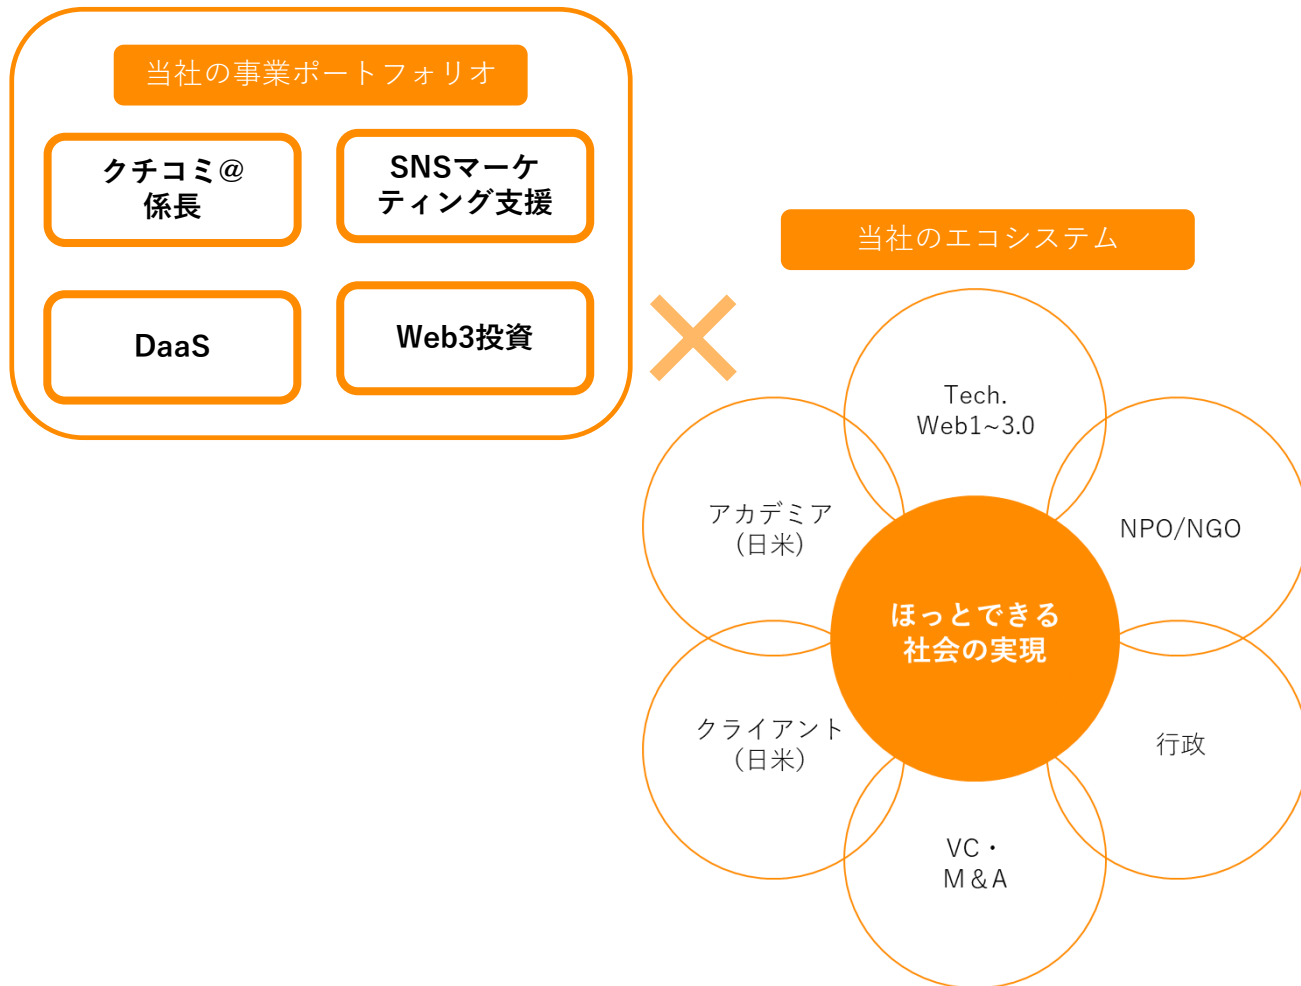 当社の事業ポートフォリオ
クチコミ@
係長
SNSマーケ
ティング支援
DaaS
Web3投資
当社のエコシステム
Tech.
Web1~3.0
アカデミア
(日米)
NPO/NGO
ほっとできる
社会の実現
クライアント
(日米)
行政
VC・
M＆A